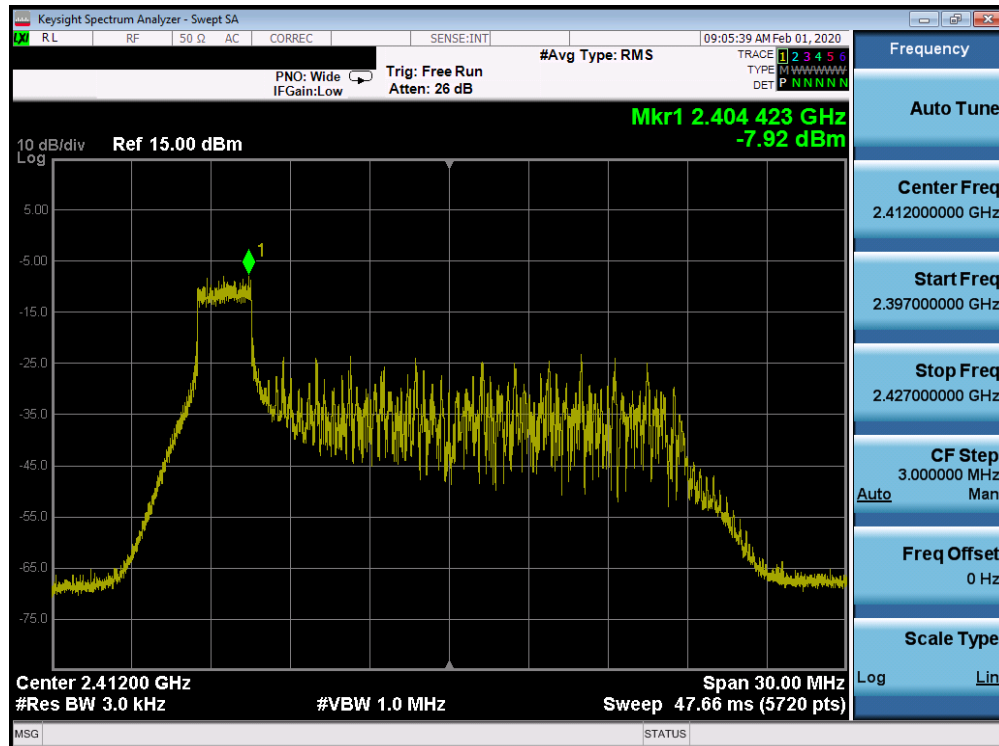 Keysight Spectrum Analyzer - Swept SA
LXI RL RF 50 Ω AC CORREC SENSE:INT 09:05:39 AM Feb 01, 2020
PNO: Wide Trig: Free Run #Avg Type: RMS TRACE 1 2 3 4 5 6
IFGain:Low Atten: 26 dB TYPE M WWWWW
DET P N N N N N
Mkr1 2.404 423 GHz
-7.92 dBm
10 dB/div Ref 15.00 dBm
Log
1
5.00
-5.00
-15.0
-25.0
-35.0
-45.0
-55.0
-65.0
-75.0
Center 2.41200 GHz Span 30.00 MHz
#Res BW 3.0 kHz #VBW 1.0 MHz Sweep 47.66 ms (5720 pts)
MSG STATUS
Frequency
Auto Tune
Center Freq
2.412000000 GHz
Start Freq
2.397000000 GHz
Stop Freq
2.427000000 GHz
CF Step
3.000000 MHz
Auto Man
Freq Offset
0 Hz
Scale Type
Log Lin